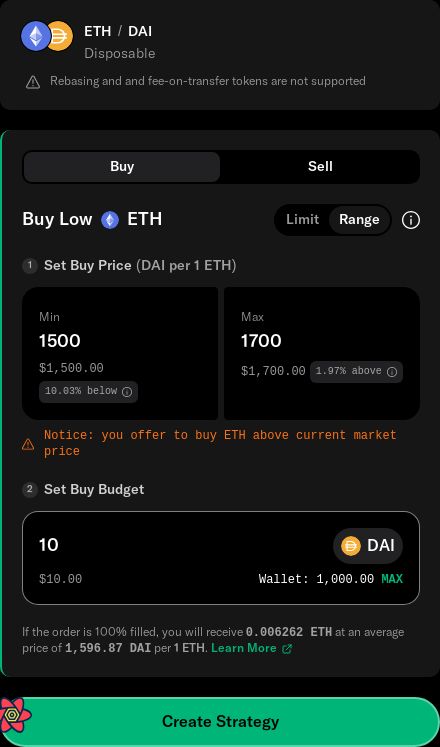 ETH / DAI
Disposable
Rebasing and and fee-on-transfer tokens are not supported
Buy
Sell
Buy Low ETH
Limit
Range
1 Set Buy Price (DAI per 1 ETH)
Min
1500
$1,500.00
10.03% below
Max
1700
$1,700.00 1.97% above
Notice: you offer to buy ETH above current market
price
2 Set Buy Budget
10
DAI
$10.00
Wallet: 1,000.00 MAX
If the order is 100% filled, you will receive 0.006262 ETH at an average
price of 1,596.87 DAI per 1 ETH. Learn More
Create Strategy